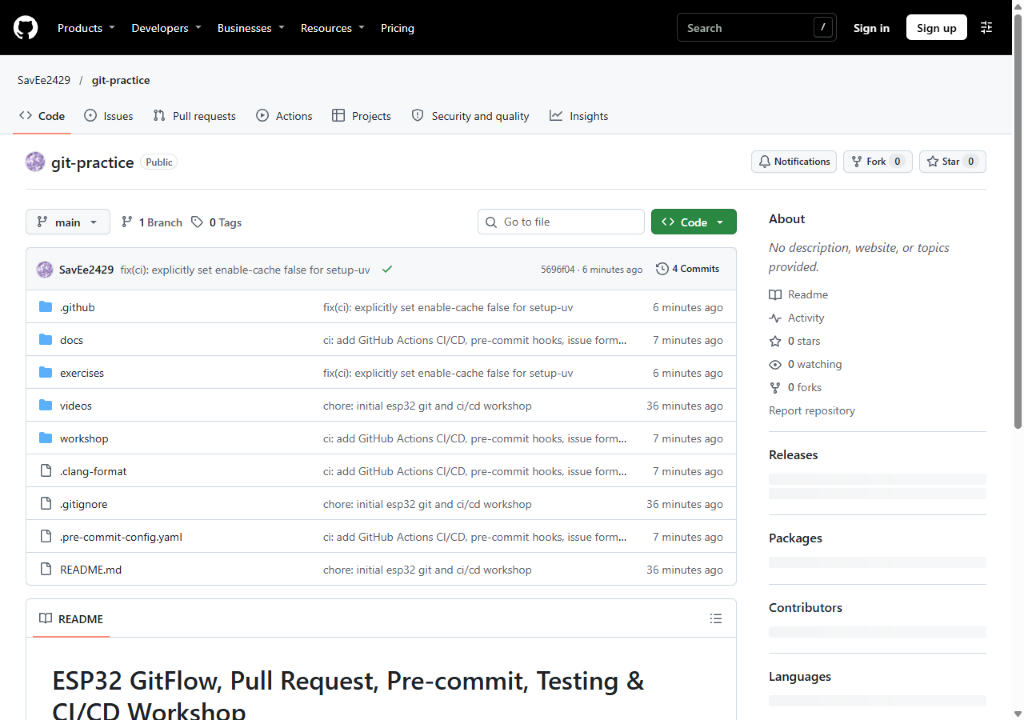 Products Developers Businesses Resources Pricing Search / Sign in Sign up
SavEe2429 / git-practice
Code Issues Pull requests Actions Projects Security and quality Insights
git-practice Public Notifications Fork 0 Star 0
main 1 Branch 0 Tags Go to file Code
SavEe2429 fix(ci): explicitly set enable-cache false for setup-uv 5696f04 · 6 minutes ago 4 Commits
.github fix(ci): explicitly set enable-cache false for setup-uv 6 minutes ago
docs ci: add GitHub Actions CI/CD, pre-commit hooks, issue form... 7 minutes ago
exercises fix(ci): explicitly set enable-cache false for setup-uv 6 minutes ago
videos chore: initial esp32 git and ci/cd workshop 36 minutes ago
workshop ci: add GitHub Actions CI/CD, pre-commit hooks, issue form... 7 minutes ago
.clang-format ci: add GitHub Actions CI/CD, pre-commit hooks, issue form... 7 minutes ago
.gitignore chore: initial esp32 git and ci/cd workshop 36 minutes ago
.pre-commit-config.yaml ci: add GitHub Actions CI/CD, pre-commit hooks, issue form... 7 minutes ago
README.md chore: initial esp32 git and ci/cd workshop 36 minutes ago
README
ESP32 GitFlow, Pull Request, Pre-commit, Testing &
CI/CD Workshop
About
No description, website, or topics
provided.
Readme
Activity
0 stars
0 watching
0 forks
Report repository
Releases
Packages
Contributors
Languages